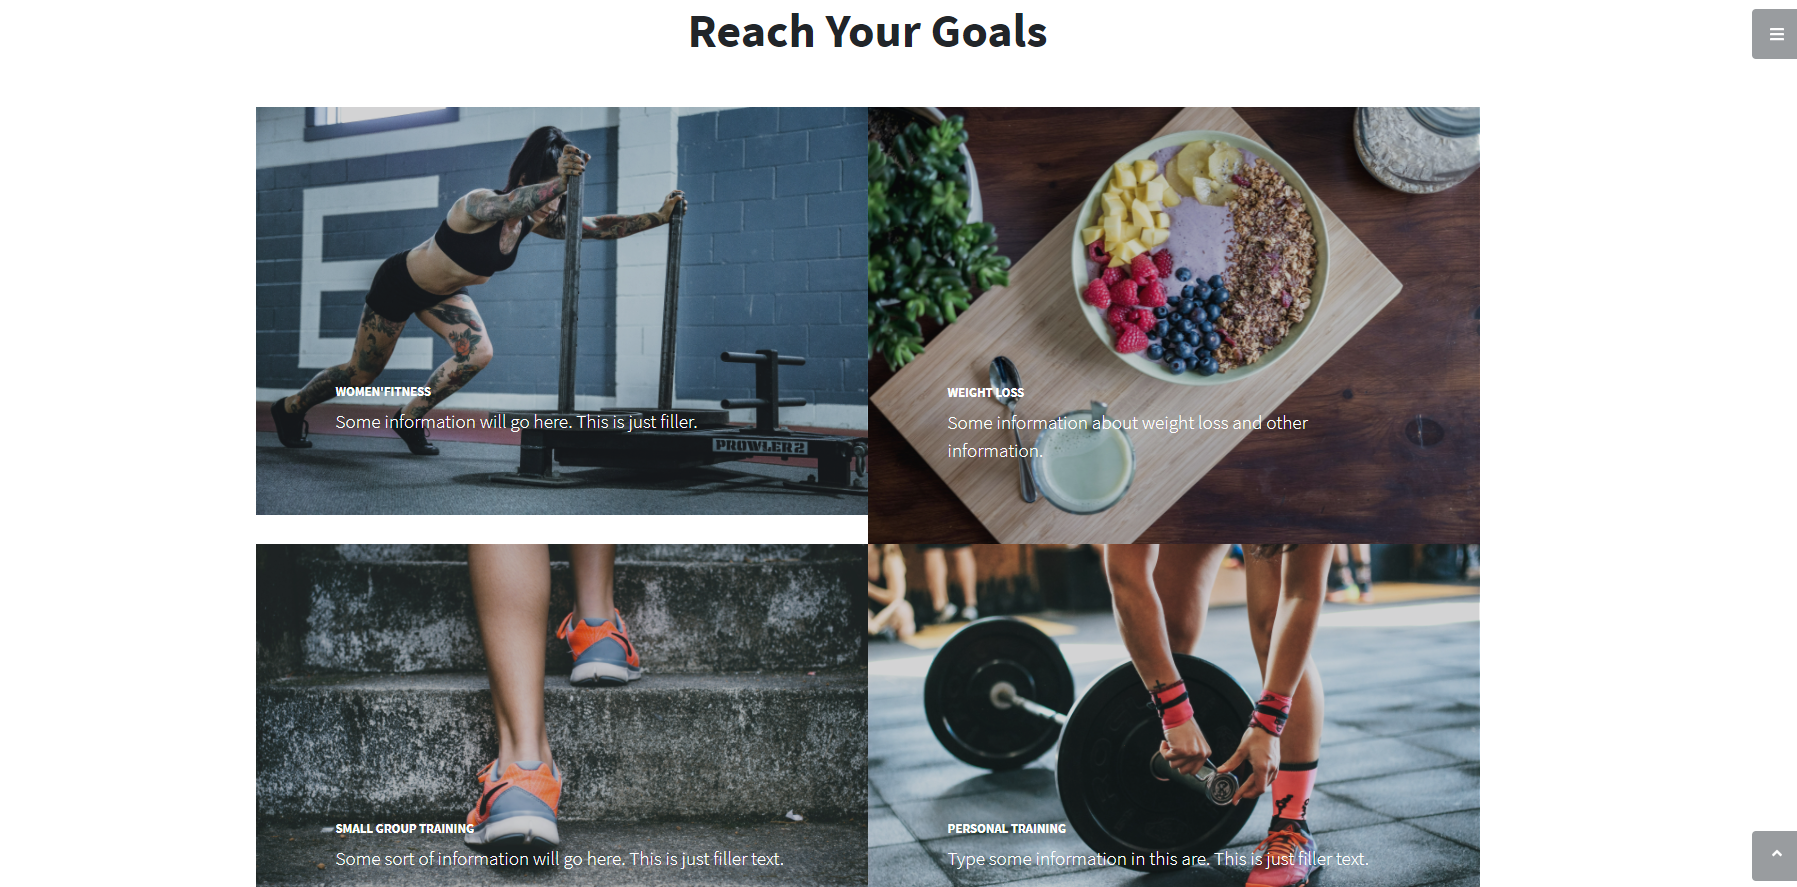 Reach Your Goals
WOMEN'FITNESS
Some information will go here. This is just filler.
PROWLER 2
WEIGHT LOSS
Some information about weight loss and other
information.
SMALL GROUP TRAINING
Some sort of information will go here. This is just filler text.
PERSONAL TRAINING
Type some information in this are. This is just filler text.